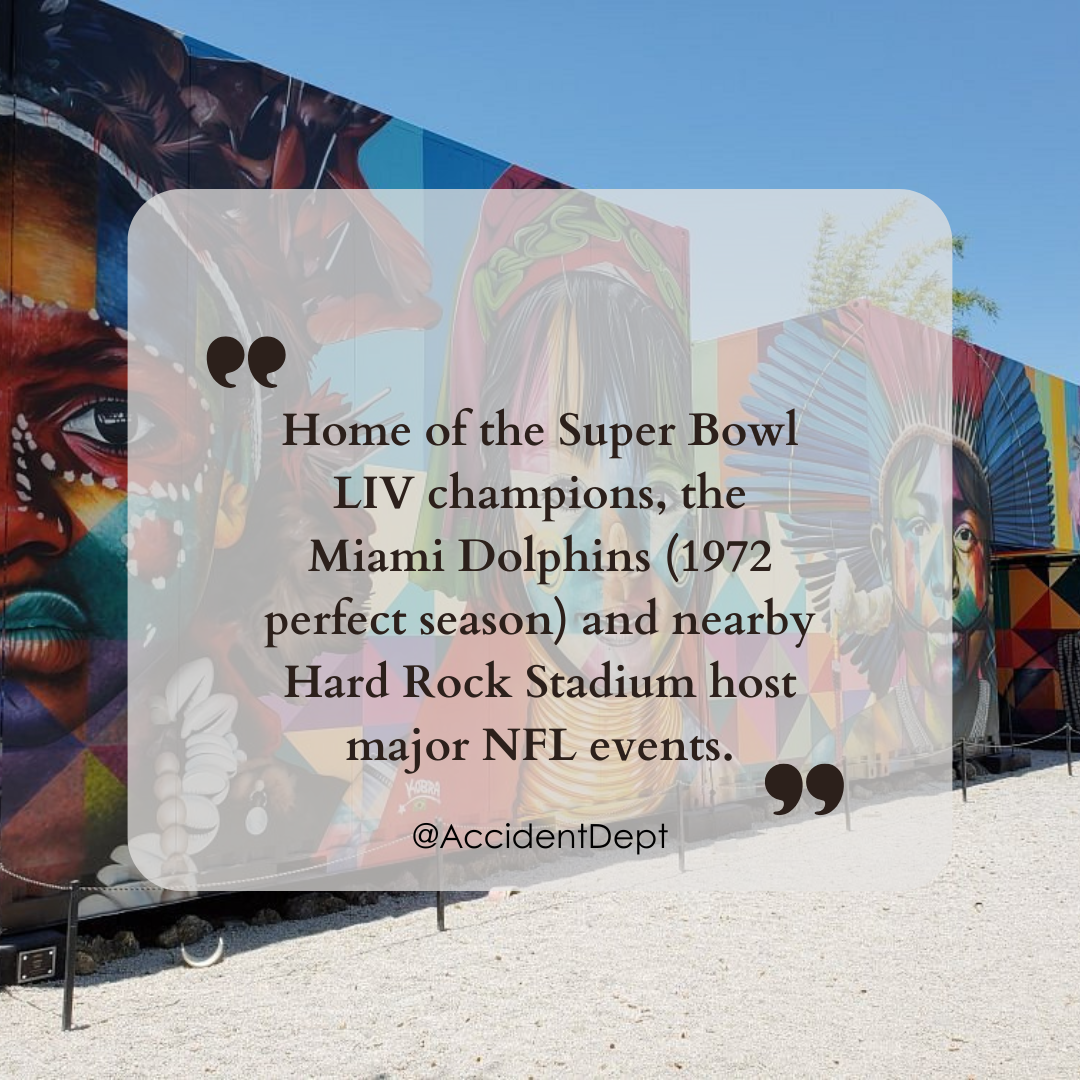 Home of the Super Bowl
LIV champions, the
Miami Dolphins (1972
perfect season) and nearby
Hard Rock Stadium host
major NFL events.
@AccidentDept
KOBRA